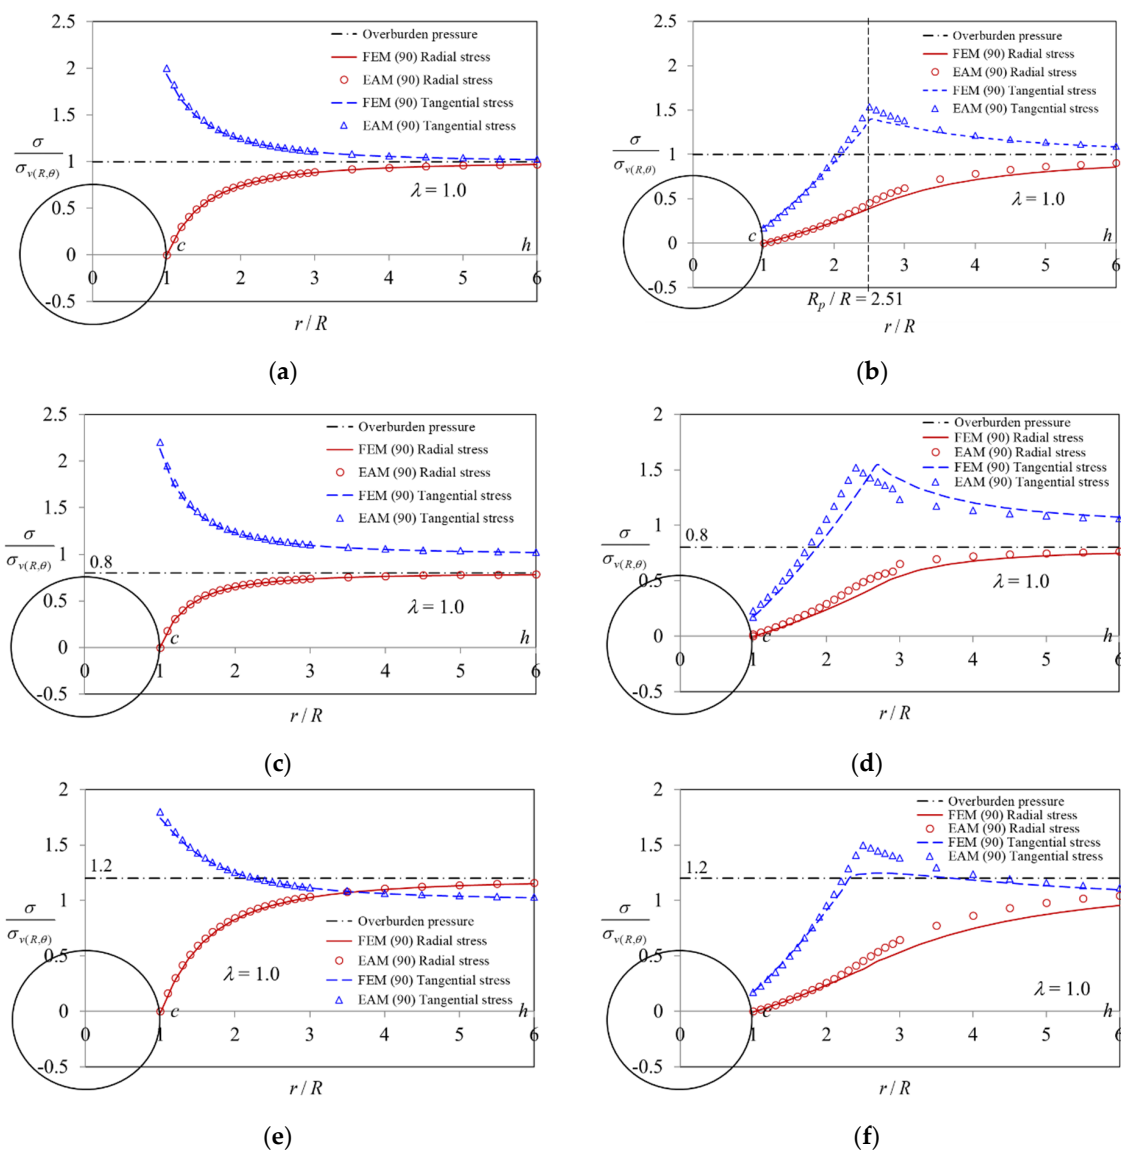 2.5
2
1.5
1
0.5
0
-0.5
σ
σv(R,θ)
Overburden pressure
FEM (90) Radial stress
EAM (90) Radial stress
FEM (90) Tangential stress
EAM (90) Tangential stress
λ = 1.0
c
h
0 1 2 3 4 5 6
r / R
(a)
2.5
2
1.5
1
0.5
0
-0.5
σ
σv(R,θ)
Overburden pressure
FEM (90) Radial stress
EAM (90) Radial stress
FEM (90) Tangential stress
EAM (90) Tangential stress
λ = 1.0
c
h
0 1 2 3 4 5 6
Rp / R = 2.51
r / R
(b)
2.5
2
1.5
1
0.5
0
-0.5
σ
σv(R,θ)
Overburden pressure
FEM (90) Radial stress
EAM (90) Radial stress
FEM (90) Tangential stress
EAM (90) Tangential stress
0.8
λ = 1.0
c
h
0 1 2 3 4 5 6
r / R
(c)
2
1.5
1
0.5
0
-0.5
σ
σv(R,θ)
Overburden pressure
FEM (90) Radial stress
EAM (90) Radial stress
FEM (90) Tangential stress
EAM (90) Tangential stress
0.8
λ = 1.0
c
h
0 1 2 3 4 5 6
r / R
(d)
2
1.5
1
0.5
0
-0.5
σ
σv(R,θ)
1.2
Overburden pressure
FEM (90) Radial stress
EAM (90) Radial stress
FEM (90) Tangential stress
EAM (90) Tangential stress
λ = 1.0
c
h
0 1 2 3 4 5 6
r / R
(e)
2
1.5
1
0.5
0
-0.5
σ
σv(R,θ)
Overburden pressure
FEM (90) Radial stress
EAM (90) Radial stress
FEM (90) Tangential stress
EAM (90) Tangential stress
1.2
λ = 1.0
c
h
0 1 2 3 4 5 6
r / R
(f)